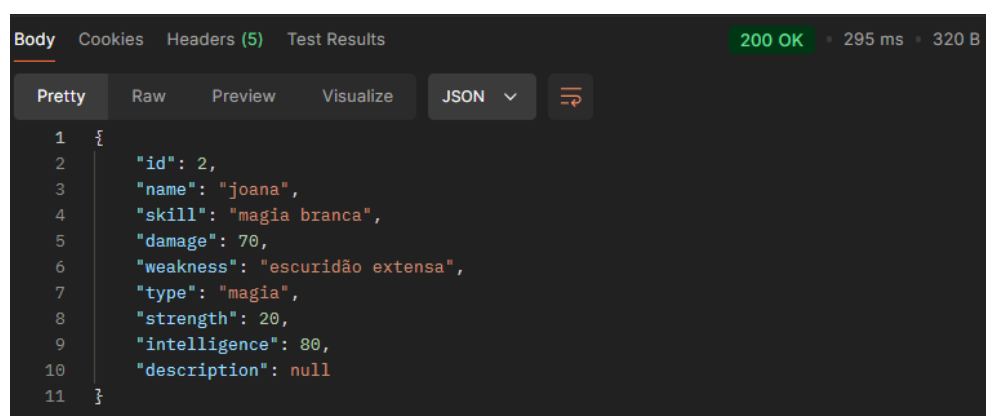 Body Cookies Headers (5) Test Results 200 OK 295 ms 320 B
Pretty Raw Preview Visualize JSON
1 {
2 "id": 2,
3 "name": "joana",
4 "skill": "magia branca",
5 "damage": 70,
6 "weakness": "escuridão extensa",
7 "type": "magia",
8 "strength": 20,
9 "intelligence": 80,
10 "description": null
11 }